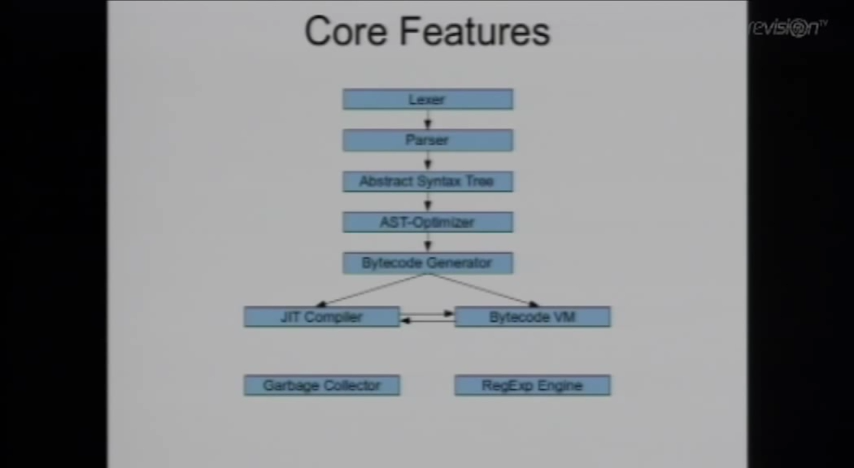 Core Features
revision TV
Lexer
Parser
Abstract Syntax Tree
AST-Optimizer
Bytecode Generator
JIT Compiler
Bytecode VM
Garbage Collector
RegExp Engine